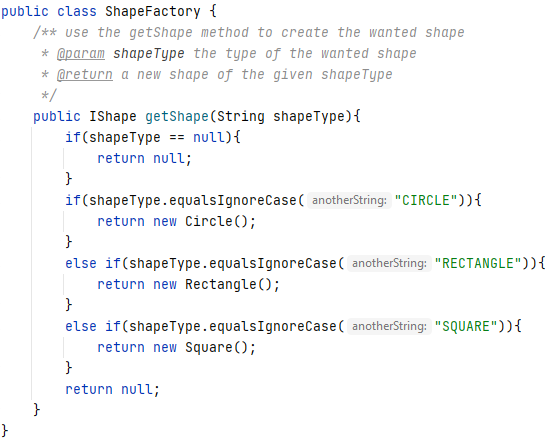 public class ShapeFactory {
/** use the getShape method to create the wanted shape
* @param shapeType the type of the wanted shape
* @return a new shape of the given shapeType
*/
public IShape getShape(String shapeType){
if(shapeType == null){
return null;
}
if(shapeType.equalsIgnoreCase( anotherString: "CIRCLE")){
return new Circle();
}
else if(shapeType.equalsIgnoreCase( anotherString: "RECTANGLE")){
return new Rectangle();
}
else if(shapeType.equalsIgnoreCase( anotherString: "SQUARE")){
return new Square();
}
return null;
}
}